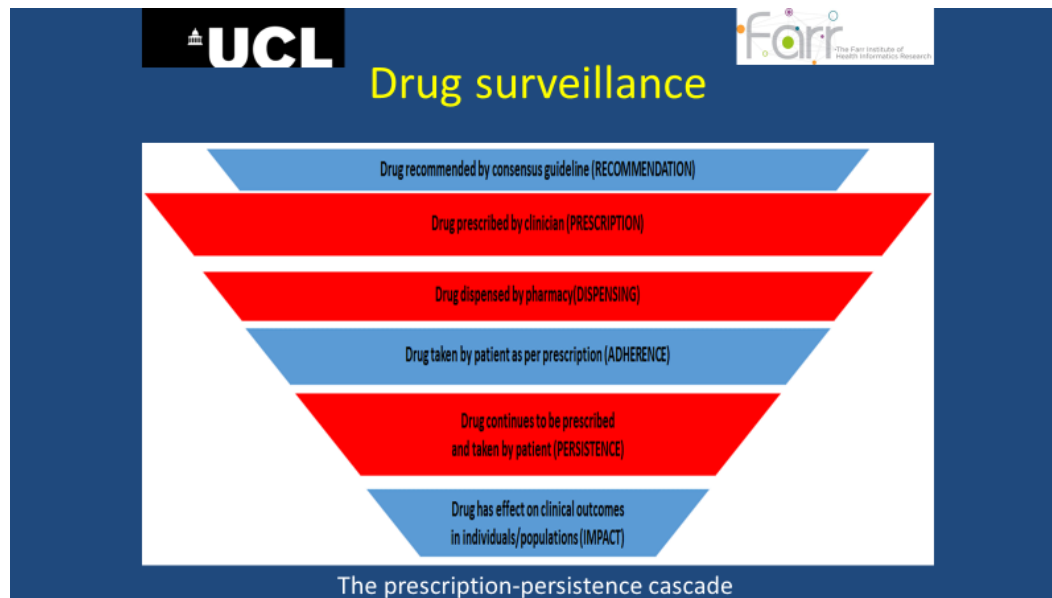 UCL
Farr
The Farr Institute of
Health Informatics Research
Drug surveillance
Drug recommended by consensus guideline (RECOMMENDATION)
Drug prescribed by clinician (PRESCRIPTION)
Drug dispensed by pharmacy(DISPENSING)
Drug taken by patient as per prescription (ADHERENCE)
Drug continues to be prescribed
and taken by patient (PERSISTENCE)
Drug has effect on clinical outcomes
in individuals/populations (IMPACT)
The prescription-persistence cascade